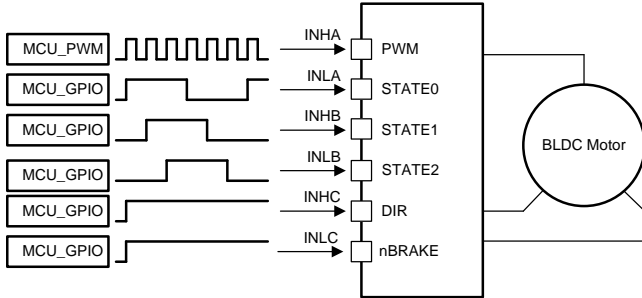 MCU_PWM INHA PWM
MCU_GPIO INLA STATE0
MCU_GPIO INHB STATE1
BLDC Motor
MCU_GPIO INLB STATE2
MCU_GPIO INHC DIR
MCU_GPIO INLC nBRAKE